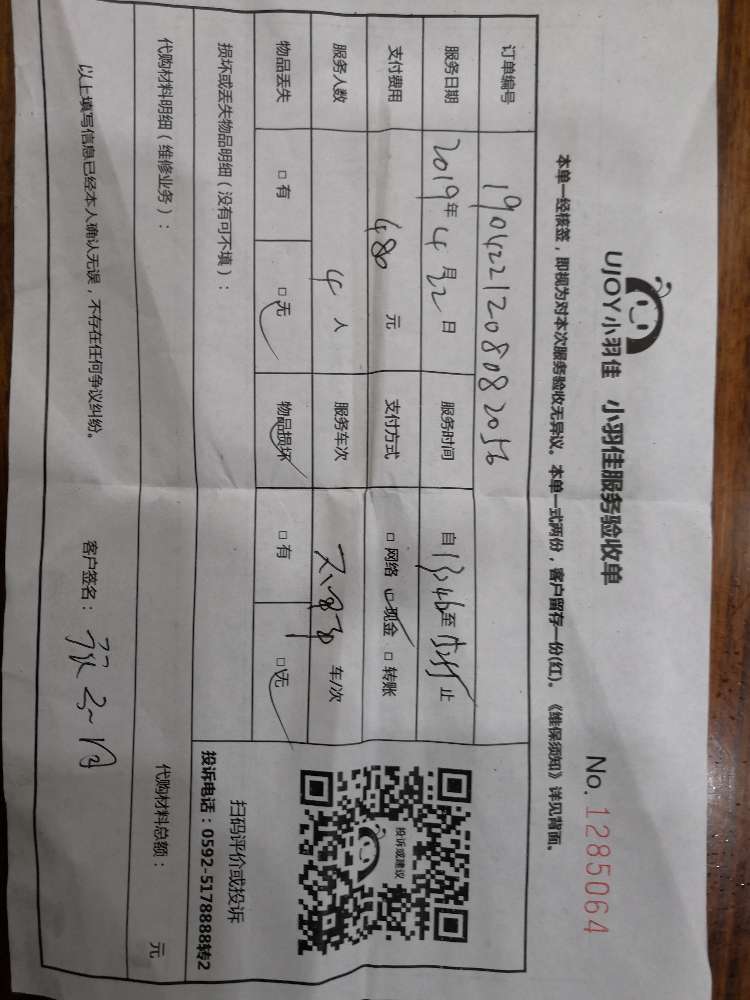 UJOY小羽佳 小羽佳服务验收单 No.1285064
本单一经核签，即视为对本次服务验收无异议。本单一式两份，客户留存一份(红)。《维保须知》详见背面。
订单编号 1904221208082056
服务日期 2019年4月22日 服务时间 自13:46至 止
支付费用 480 元 支付方式 □网络 □现金 □转账
服务人数 4 人 服务车次 车/次
物品丢失 □有 □无 物品损坏 □有 □无
投诉或建议
扫码评价或投诉
投诉电话：0592-5178888转2
损坏或丢失物品明细（没有可不填）：
代购材料明细（维修业务）： 代购材料总额： 元
以上填写信息已经本人确认无误，不存在任何争议纠纷。 客户签名：